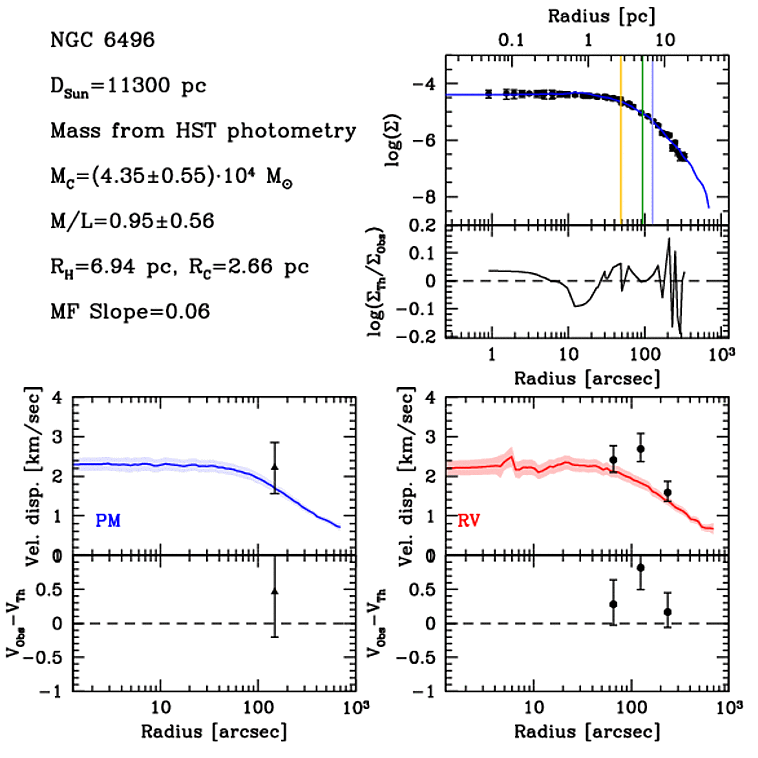 NGC 6496
D_Sun=11300 pc
Mass from HST photometry
M_C=(4.35±0.55)·10⁴ M_⊙
M/L=0.95±0.56
R_H=6.94 pc, R_C=2.66 pc
MF Slope=0.06
Radius [pc]
0.1 1 10
log(Σ)
−4
−6
−8
log(Σ_Th/Σ_Obs)
0.2
0.1
0
−0.1
−0.2
1 10 100 10³
Radius [arcsec]
Vel. disp. [km/sec]
4
3
2
1
0
PM
V_Obs−V_Th
0.5
0
−0.5
−1
10 100 10³
Radius [arcsec]
Vel. disp. [km/sec]
4
3
2
1
0
RV
V_Obs−V_Th
0.5
0
−0.5
−1
10 100 10³
Radius [arcsec]